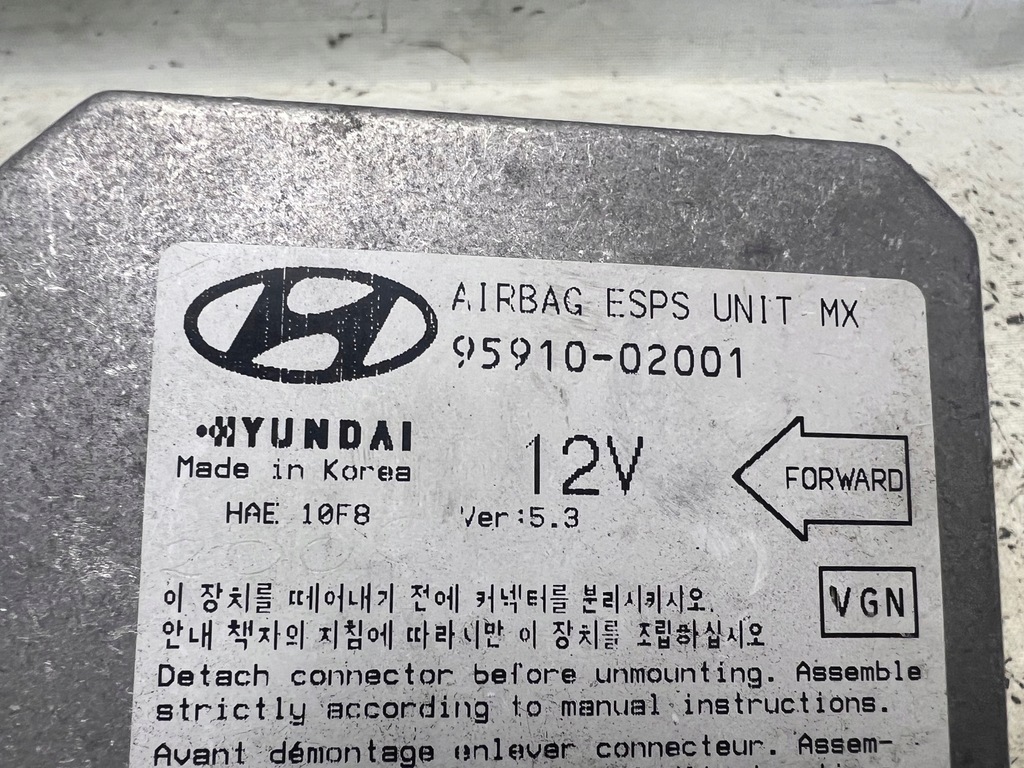 AIRBAG ESPS UNIT MX
95910-02001
HYUNDAI
Made in Korea
12V
FORWARD
HAE 10F8
Ver:5.3
이 장치를 떼어내기 전에 커넥터를 분리시키시오.
VGN
안내 책자의 지침에 따라서만 이 장치를 조립하십시오
Detach connector before unmounting. Assemble
strictly according to manual instructions.
Avant démontage enlever connecteur. Assem-